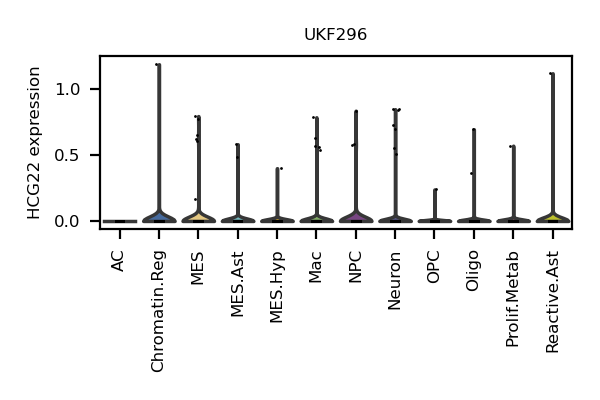 UKF296
HCG22 expression
1.0
0.5
0.0
AC
Chromatin.Reg
MES
MES.Ast
MES.Hyp
Mac
NPC
Neuron
OPC
Oligo
Prolif.Metab
Reactive.Ast